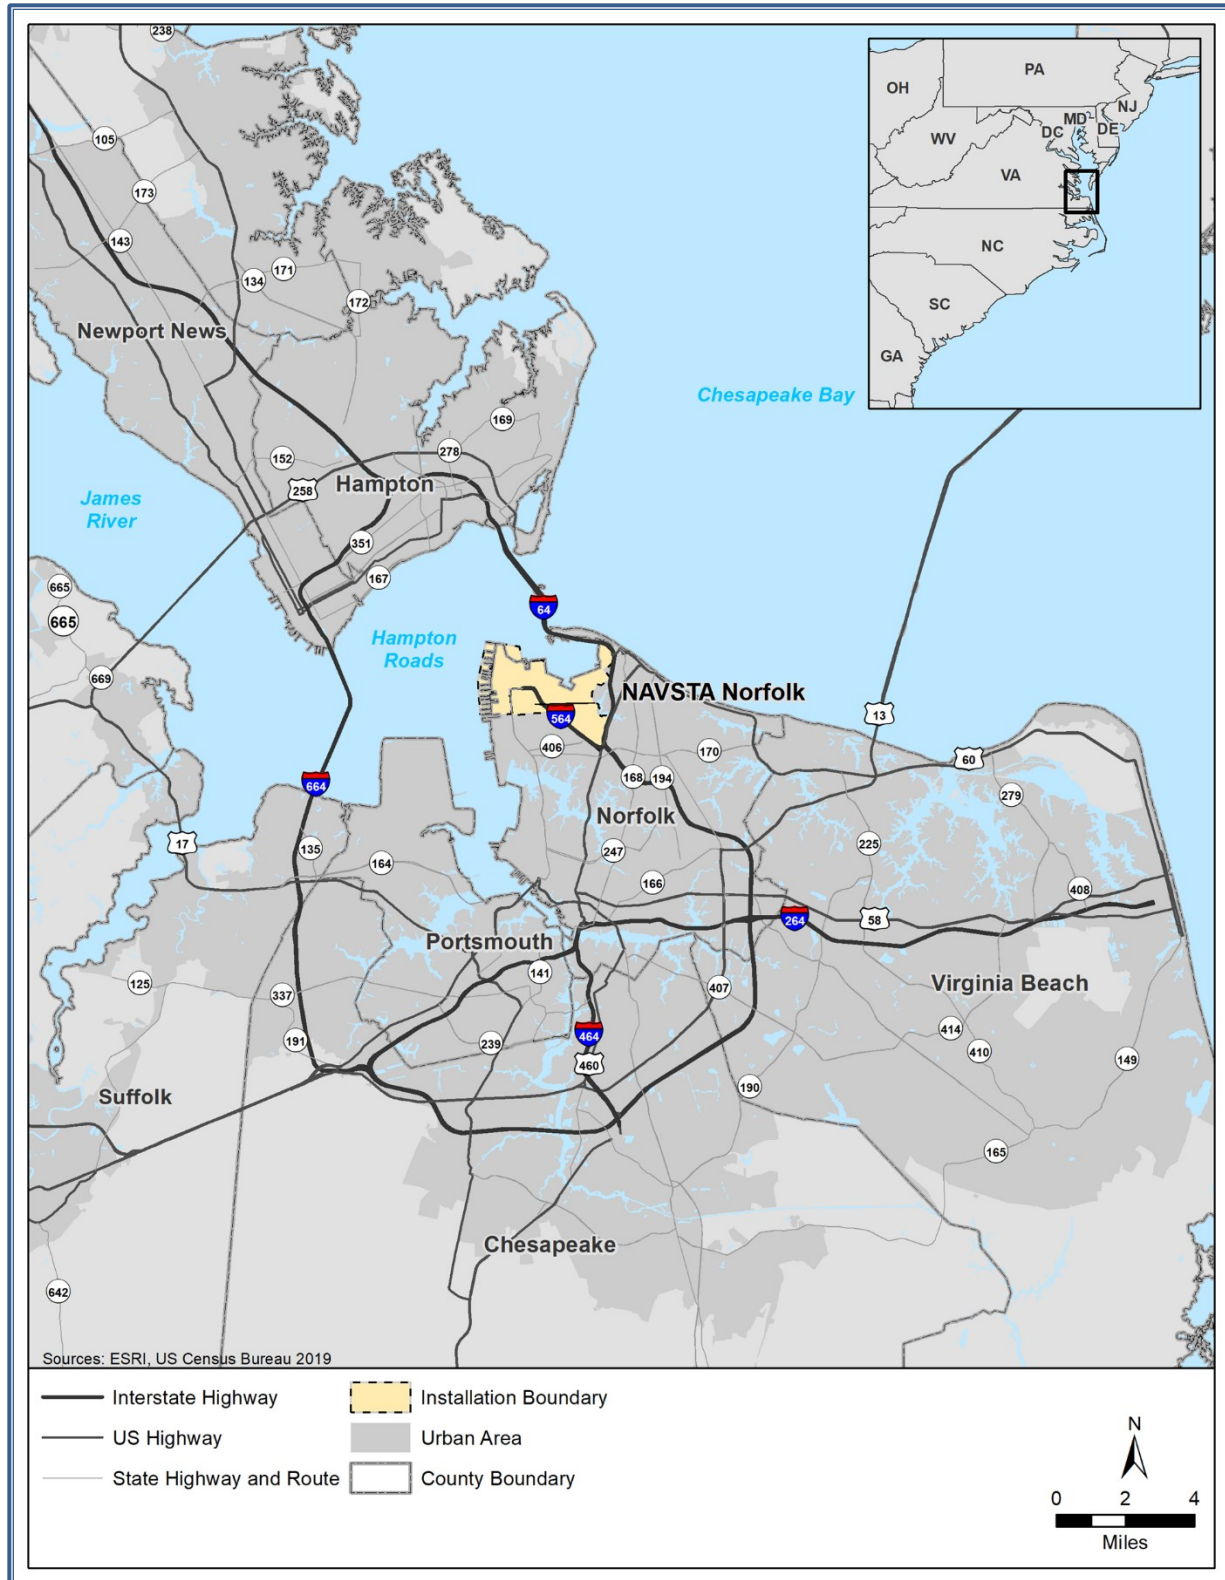 238
PA
OH
NJ
MD
DE
DC
WV
VA
NC
SC
GA
105
173
143
171
134
172
Newport News
Chesapeake Bay
169
278
152
Hampton
258
James
River
351
167
665
665
64
Hampton
Roads
669
NAVSTA Norfolk
564
13
406
170
60
168
194
664
279
Norfolk
17
135
247
225
164
166
408
264
58
Portsmouth
141
125
337
407
Virginia Beach
414
464
191
239
410
149
460
190
Suffolk
165
Chesapeake
642
Sources: ESRI, US Census Bureau 2019
Interstate Highway
Installation Boundary
US Highway
Urban Area
State Highway and Route
County Boundary
N
0 2 4
Miles